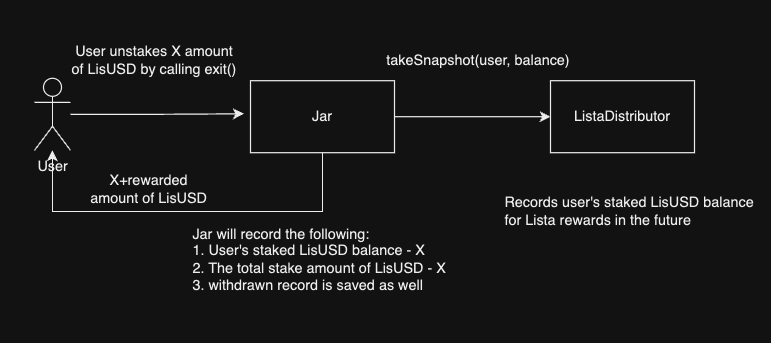 User unstakes X amount
of LisUSD by calling exit()
takeSnapshot(user, balance)
Jar
ListaDistributor
User
X+rewarded
amount of LisUSD
Records user's staked LisUSD balance
for Lista rewards in the future
Jar will record the following:
1. User's staked LisUSD balance - X
2. The total stake amount of LisUSD - X
3. withdrawn record is saved as well